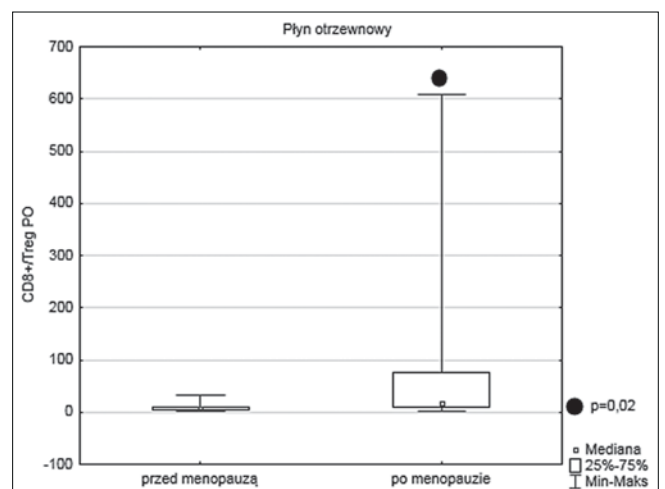 Płyn otrzewnowy
700
600
500
400
300
200
100
0
-100
CD8+/Treg PO
przed menopauzą
po menopauzie
p=0,02
Mediana
25%-75%
Min-Maks